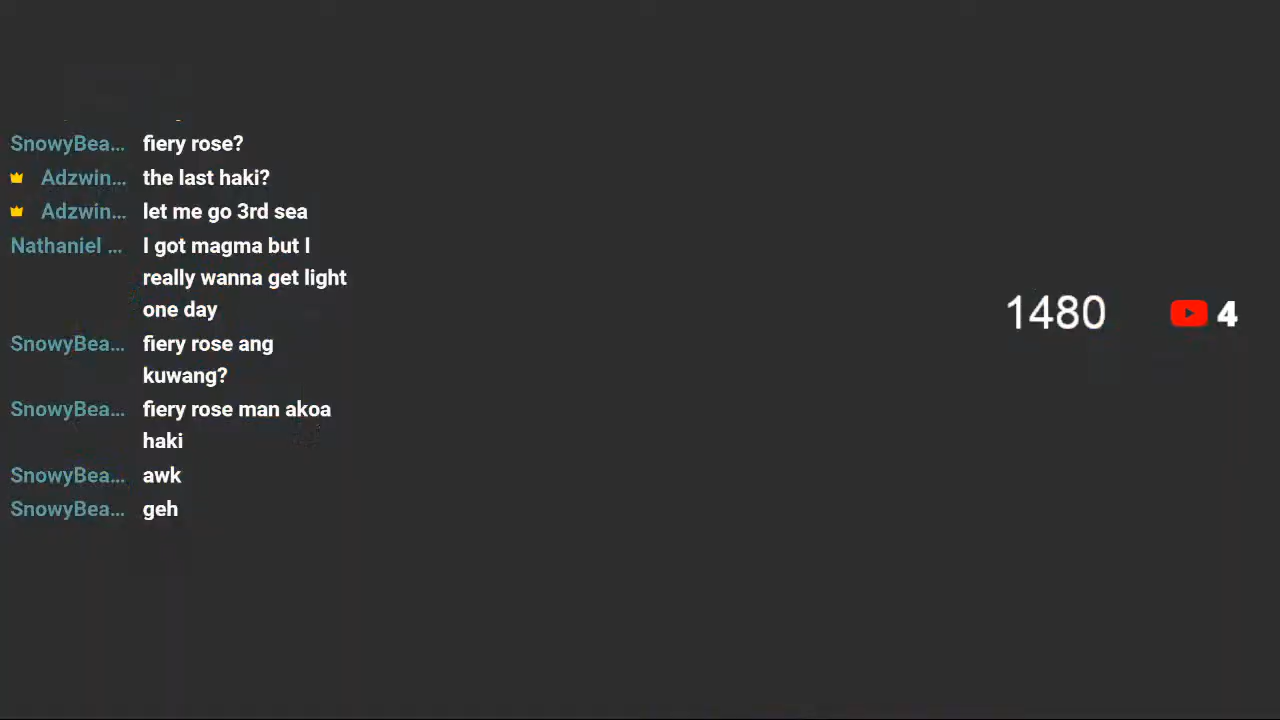 SnowyBea... fiery rose?
Adzwin... the last haki?
Adzwin... let me go 3rd sea
Nathaniel ... I got magma but I
really wanna get light
one day
SnowyBea... fiery rose ang
kuwang?
SnowyBea... fiery rose man akoa
haki
SnowyBea... awk
SnowyBea... geh
1480
4